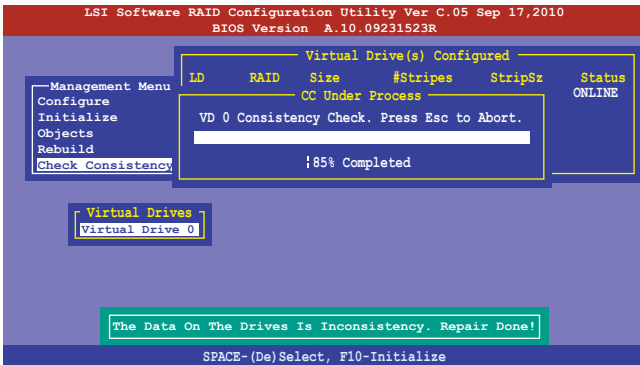 LSI Software RAID Configuration Utility Ver C.05 Sep 17,2010
BIOS Version A.10.09231523R
Virtual Drive(s) Configured
LD RAID Size #Stripes StripSz Status
ONLINE
Management Menu
Configure
Initialize
Objects
Rebuild
Check Consistency
CC Under Process
VD 0 Consistency Check. Press Esc to Abort.
85% Completed
Virtual Drives
Virtual Drive 0
The Data On The Drives Is Inconsistency. Repair Done!
SPACE-(De)Select, F10-Initialize